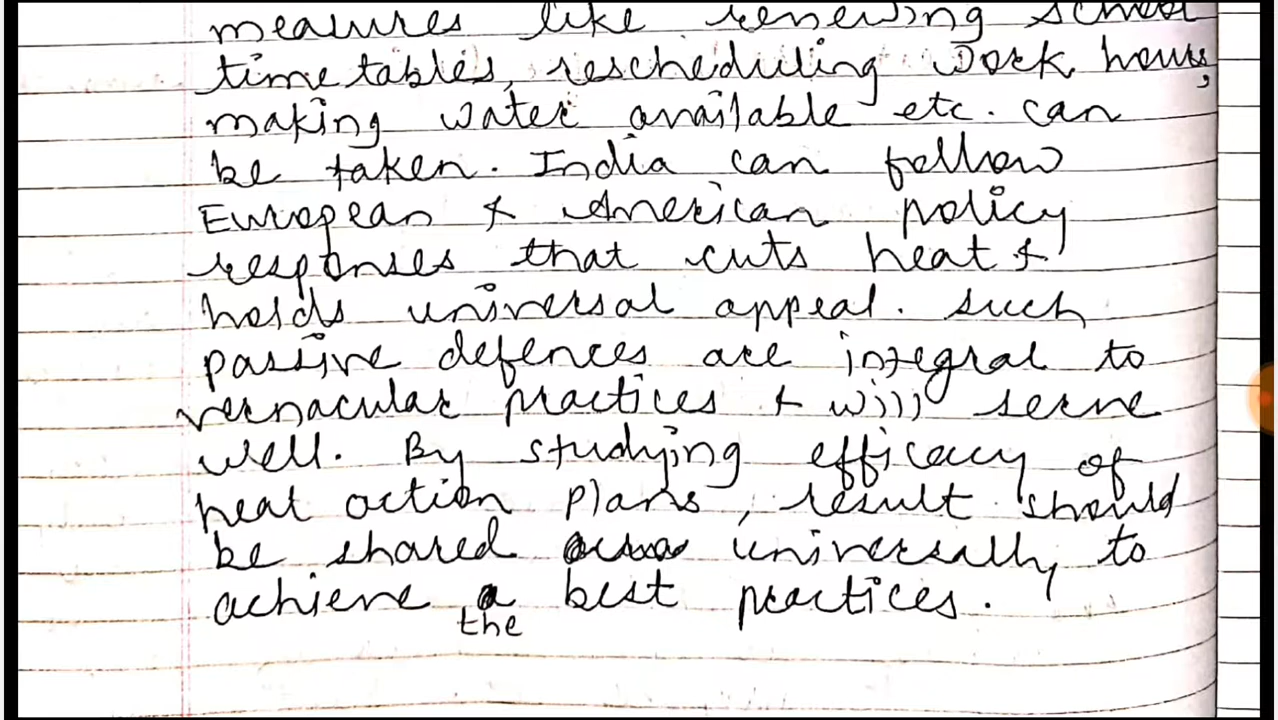 measures like renewing school
time tables, rescheduling work hours,
making water available etc. can
be taken. India can follow
European & American policy
responses that cuts heat &
holds universal appeal. Such
passive defences are integral to
vernacular practices & will serve
well. By studying efficacy of
heat action plans, result should
be shared universally to
achieve a best practices.
the